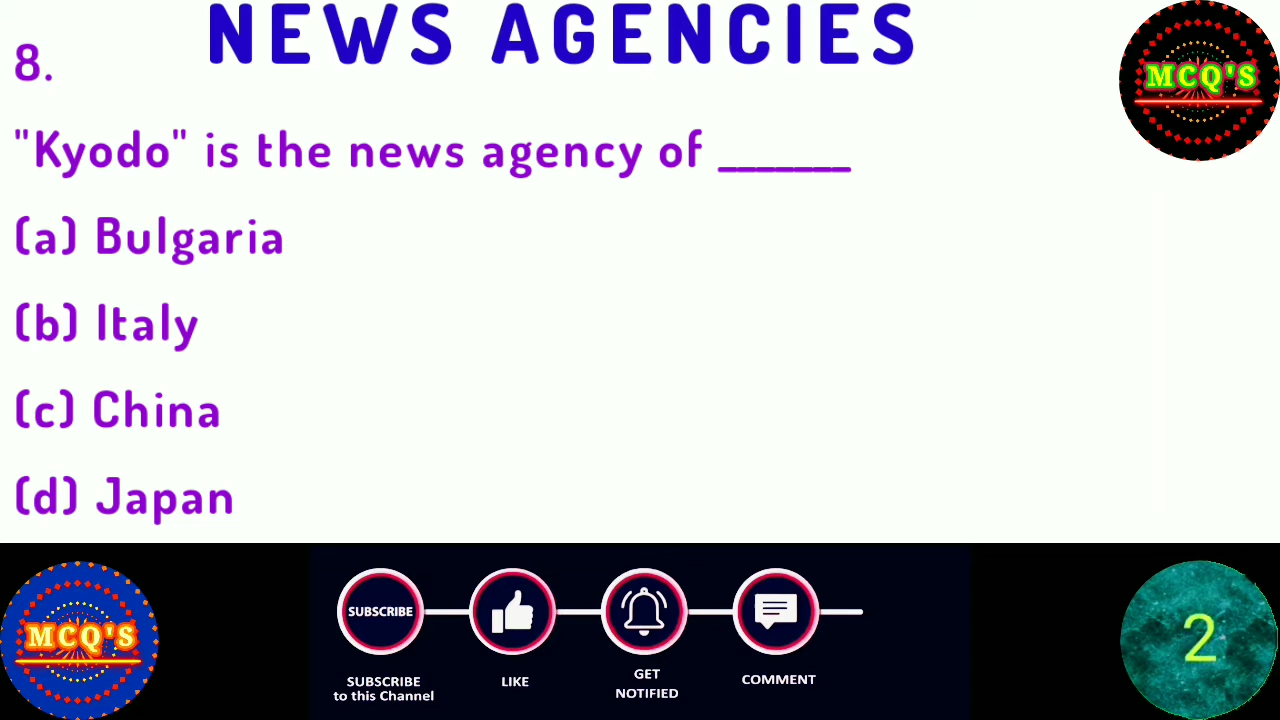 NEWS AGENCIES
8.
MCQ'S
"Kyodo" is the news agency of _______
(a) Bulgaria
(b) Italy
(c) China
(d) Japan
MCQ'S
SUBSCRIBE
SUBSCRIBE
to this Channel
LIKE
GET
NOTIFIED
COMMENT
2